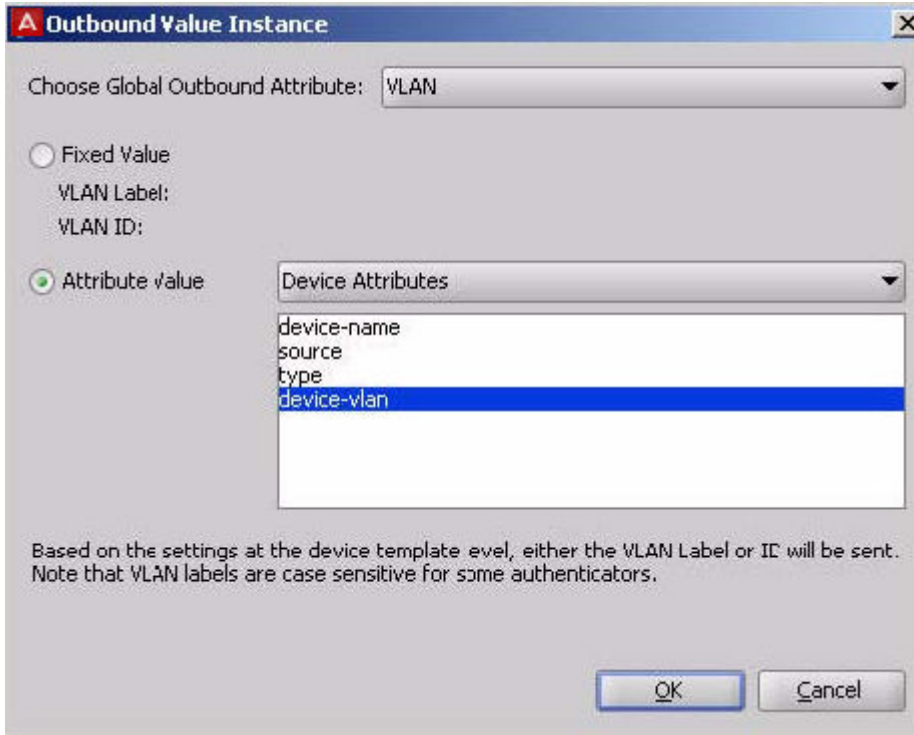 Outbound Value Instance
Choose Global Outbound Attribute: VLAN
Fixed Value
VLAN Label:
VLAN ID:
Attribute Value Device Attributes
device-name
source
type
device-vlan
Based on the settings at the device template level, either the VLAN Label or ID will be sent.
Note that VLAN labels are case sensitive for some authenticators.
OK Cancel